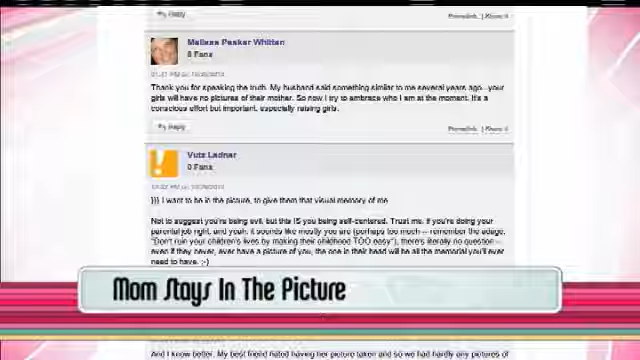 Reply
Permalink | Share it
Melissa Peaker Whitten
8 Fans
Thank you for speaking the truth. My husband said something similar to me several years ago...your
girls will have no pictures of their mother. So now I try to embrace who I am at the moment. It's a
conscious effort but important, especially raising girls.
Reply
Permalink | Share it
Vutz Ladnar
0 Fans
}}} I want to be in the picture, to give them that visual memory of me
Not to suggest you're being evil, but this IS you being self-centered. Trust me. If you're doing your
parental job right, and yeah, it sounds like mostly you are (perhaps too much -- remember the adage,
"Don't ruin your children's lives by making their childhood TOO easy"), there's literally no question --
even if they never, ever have a picture of you, the one in their head will be all the memorial you'll ever
need to have. ;-)
Mom Stays In The Picture
And I know better. My best friend hated having her picture taken and so we had hardly any pictures of